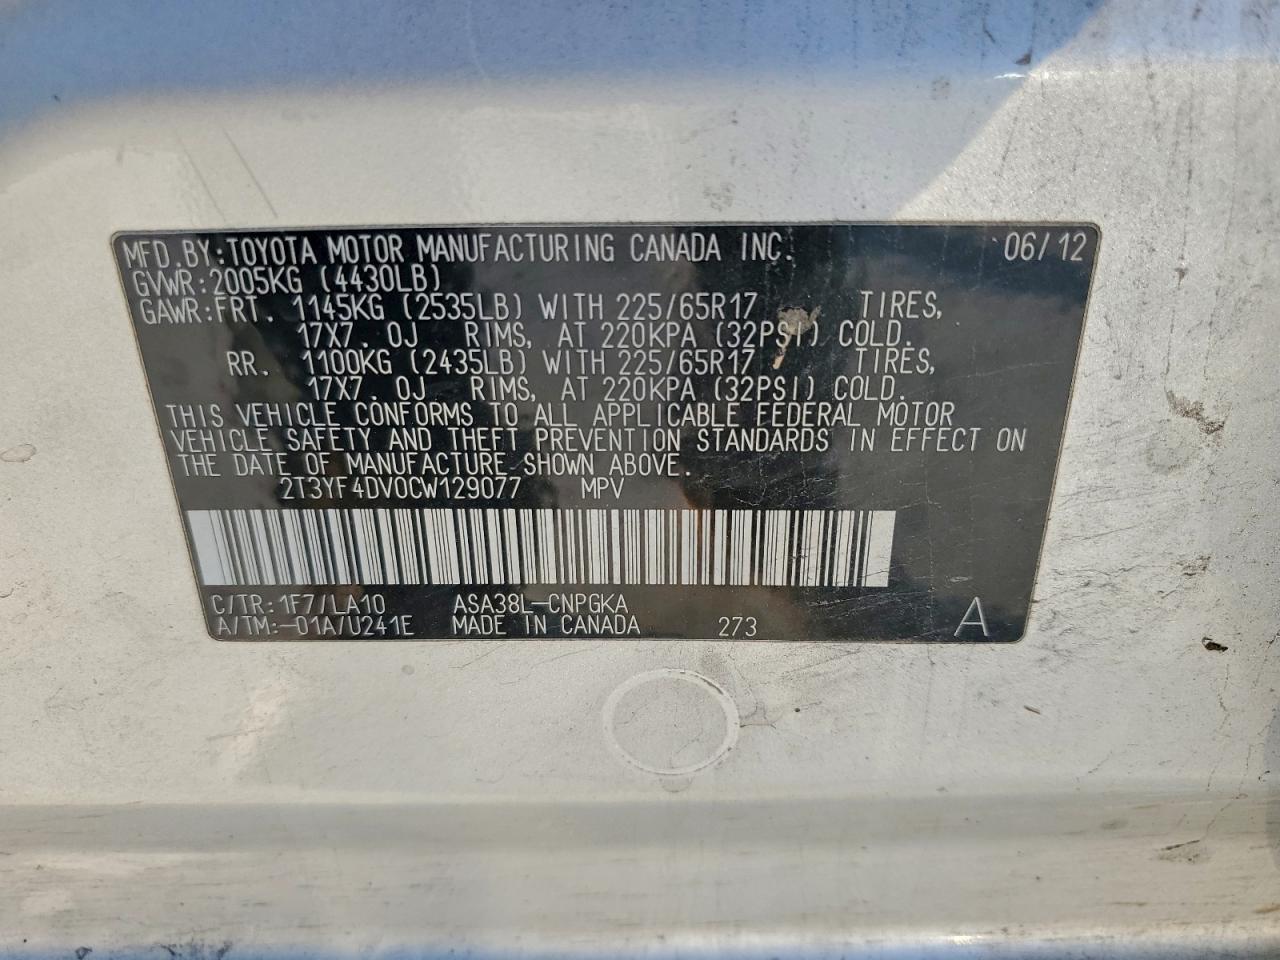 MFD.BY:TOYOTA MOTOR MANUFACTURING CANADA INC. 06/12
GVWR:2005KG (4430LB)
GAWR:FRT. 1145KG (2535LB) WITH 225/65R17 TIRES,
17X7.0J RIMS, AT 220KPA (32PSI) COLD.
RR. 1100KG (2435LB) WITH 225/65R17 TIRES,
17X7.0J RIMS, AT 220KPA (32PSI) COLD.
THIS VEHICLE CONFORMS TO ALL APPLICABLE FEDERAL MOTOR
VEHICLE SAFETY AND THEFT PREVENTION STANDARDS IN EFFECT ON
THE DATE OF MANUFACTURE SHOWN ABOVE.
2T3YF4DV0CW129077 MPV
C/TR:1F7/LA10 ASA38L-CNPGKA
A/TM:-01A/U241E MADE IN CANADA 273 A